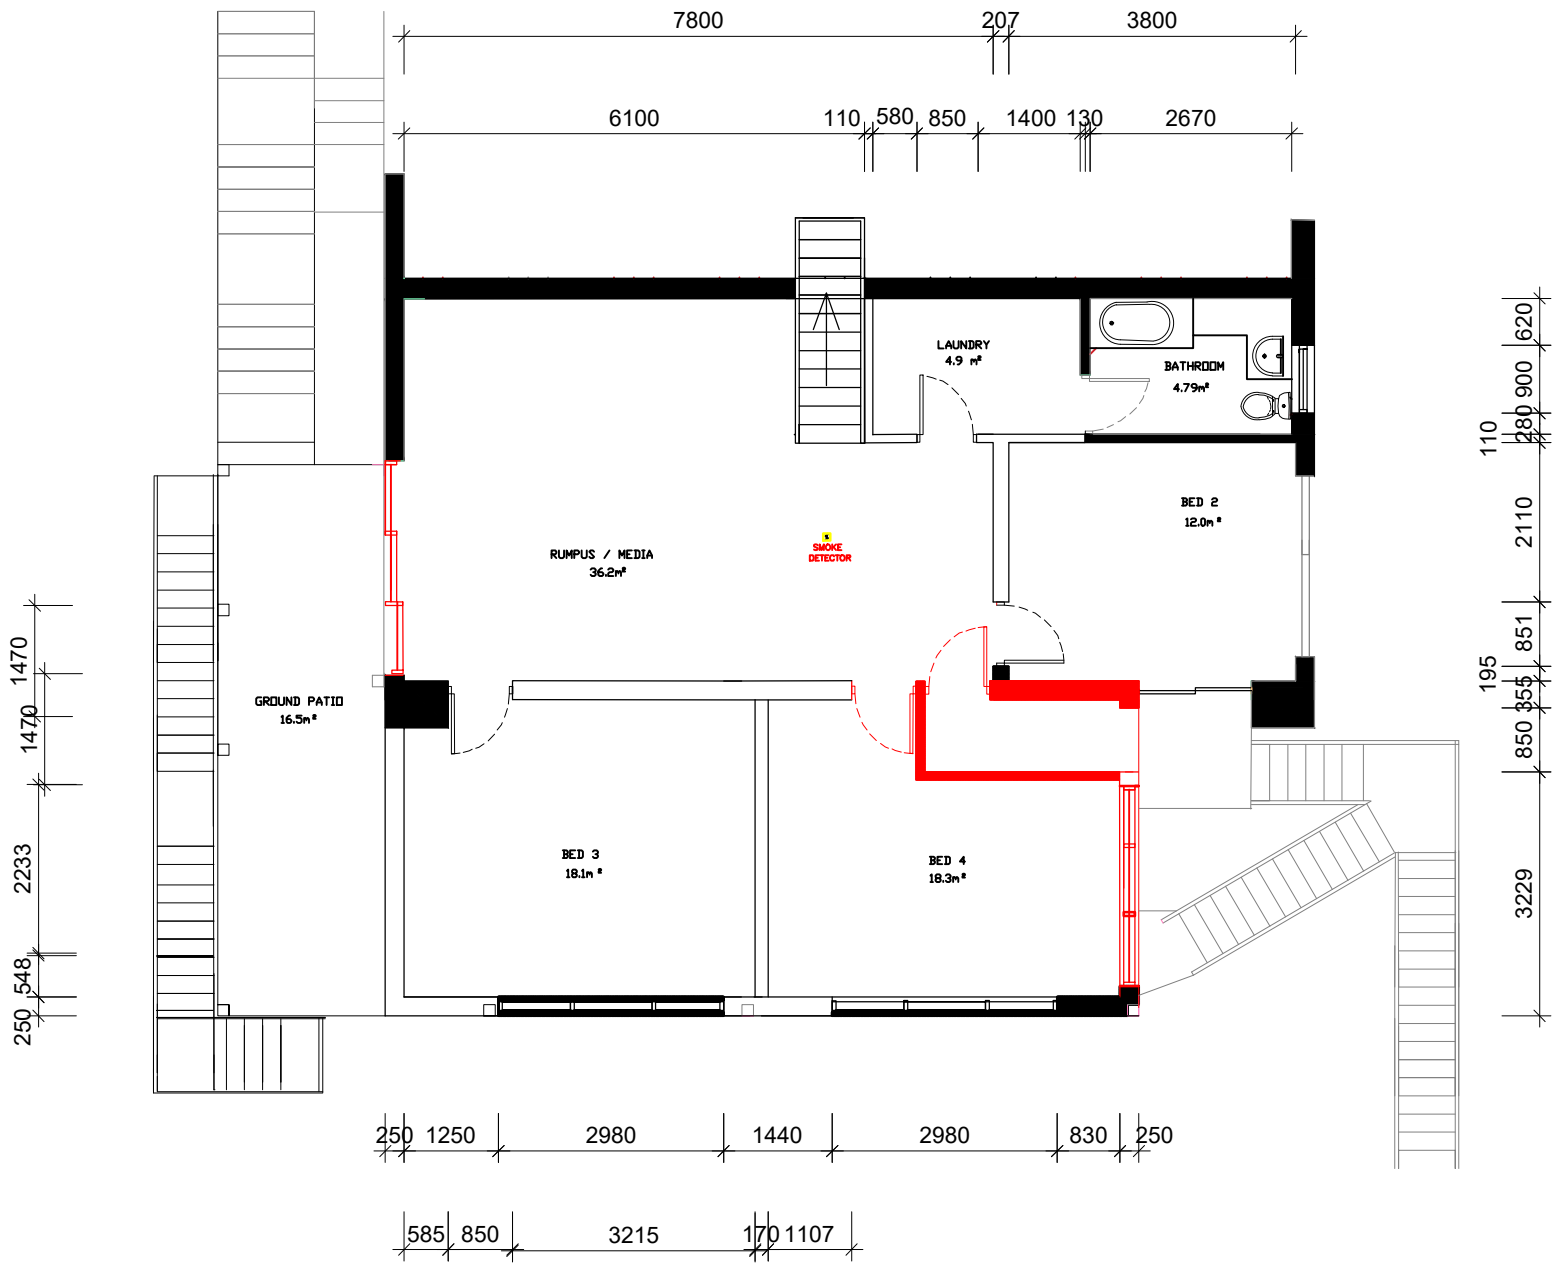 7800 207 3800
6100 110 580 850 1400 130 2670
LAUNDRY
4.9 m²
BATHROOM
4.79m²
620
900
280
110
BED 2
12.0m²
2110
SMOKE
DETECTOR
RUMPUS / MEDIA
36.2m²
851
195
355
850
1470
1470
GROUND PATIO
16.5m²
BED 3
18.1m²
BED 4
18.3m²
2233
548
250
3229
250 1250 2980 1440 2980 830 250
585 850 3215 170 1107